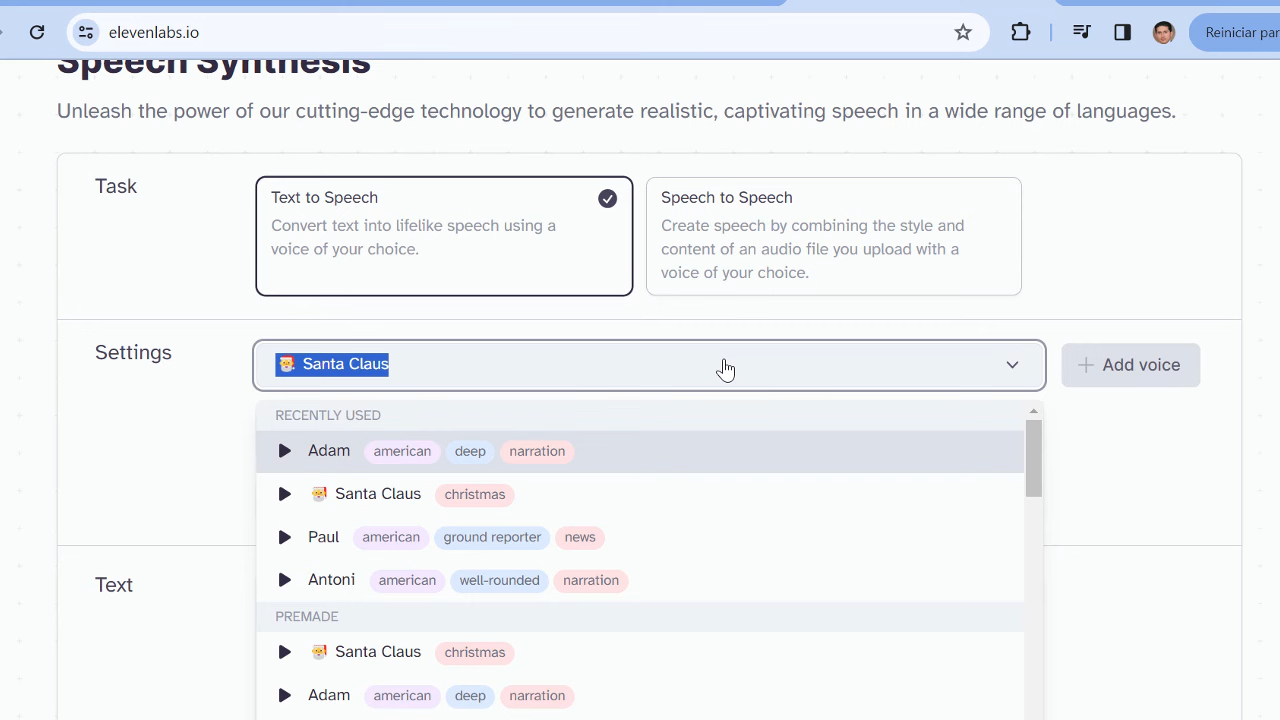 elevenlabs.io
Reiniciar par
Speech Synthesis
Unleash the power of our cutting-edge technology to generate realistic, captivating speech in a wide range of languages.
Task
Text to Speech
Convert text into lifelike speech using a
voice of your choice.
Speech to Speech
Create speech by combining the style and
content of an audio file you upload with a
voice of your choice.
Settings
🎅 Santa Claus
+ Add voice
RECENTLY USED
Adam american deep narration
🎅 Santa Claus christmas
Paul american ground reporter news
Antoni american well-rounded narration
Text
PREMADE
🎅 Santa Claus christmas
Adam american deep narration